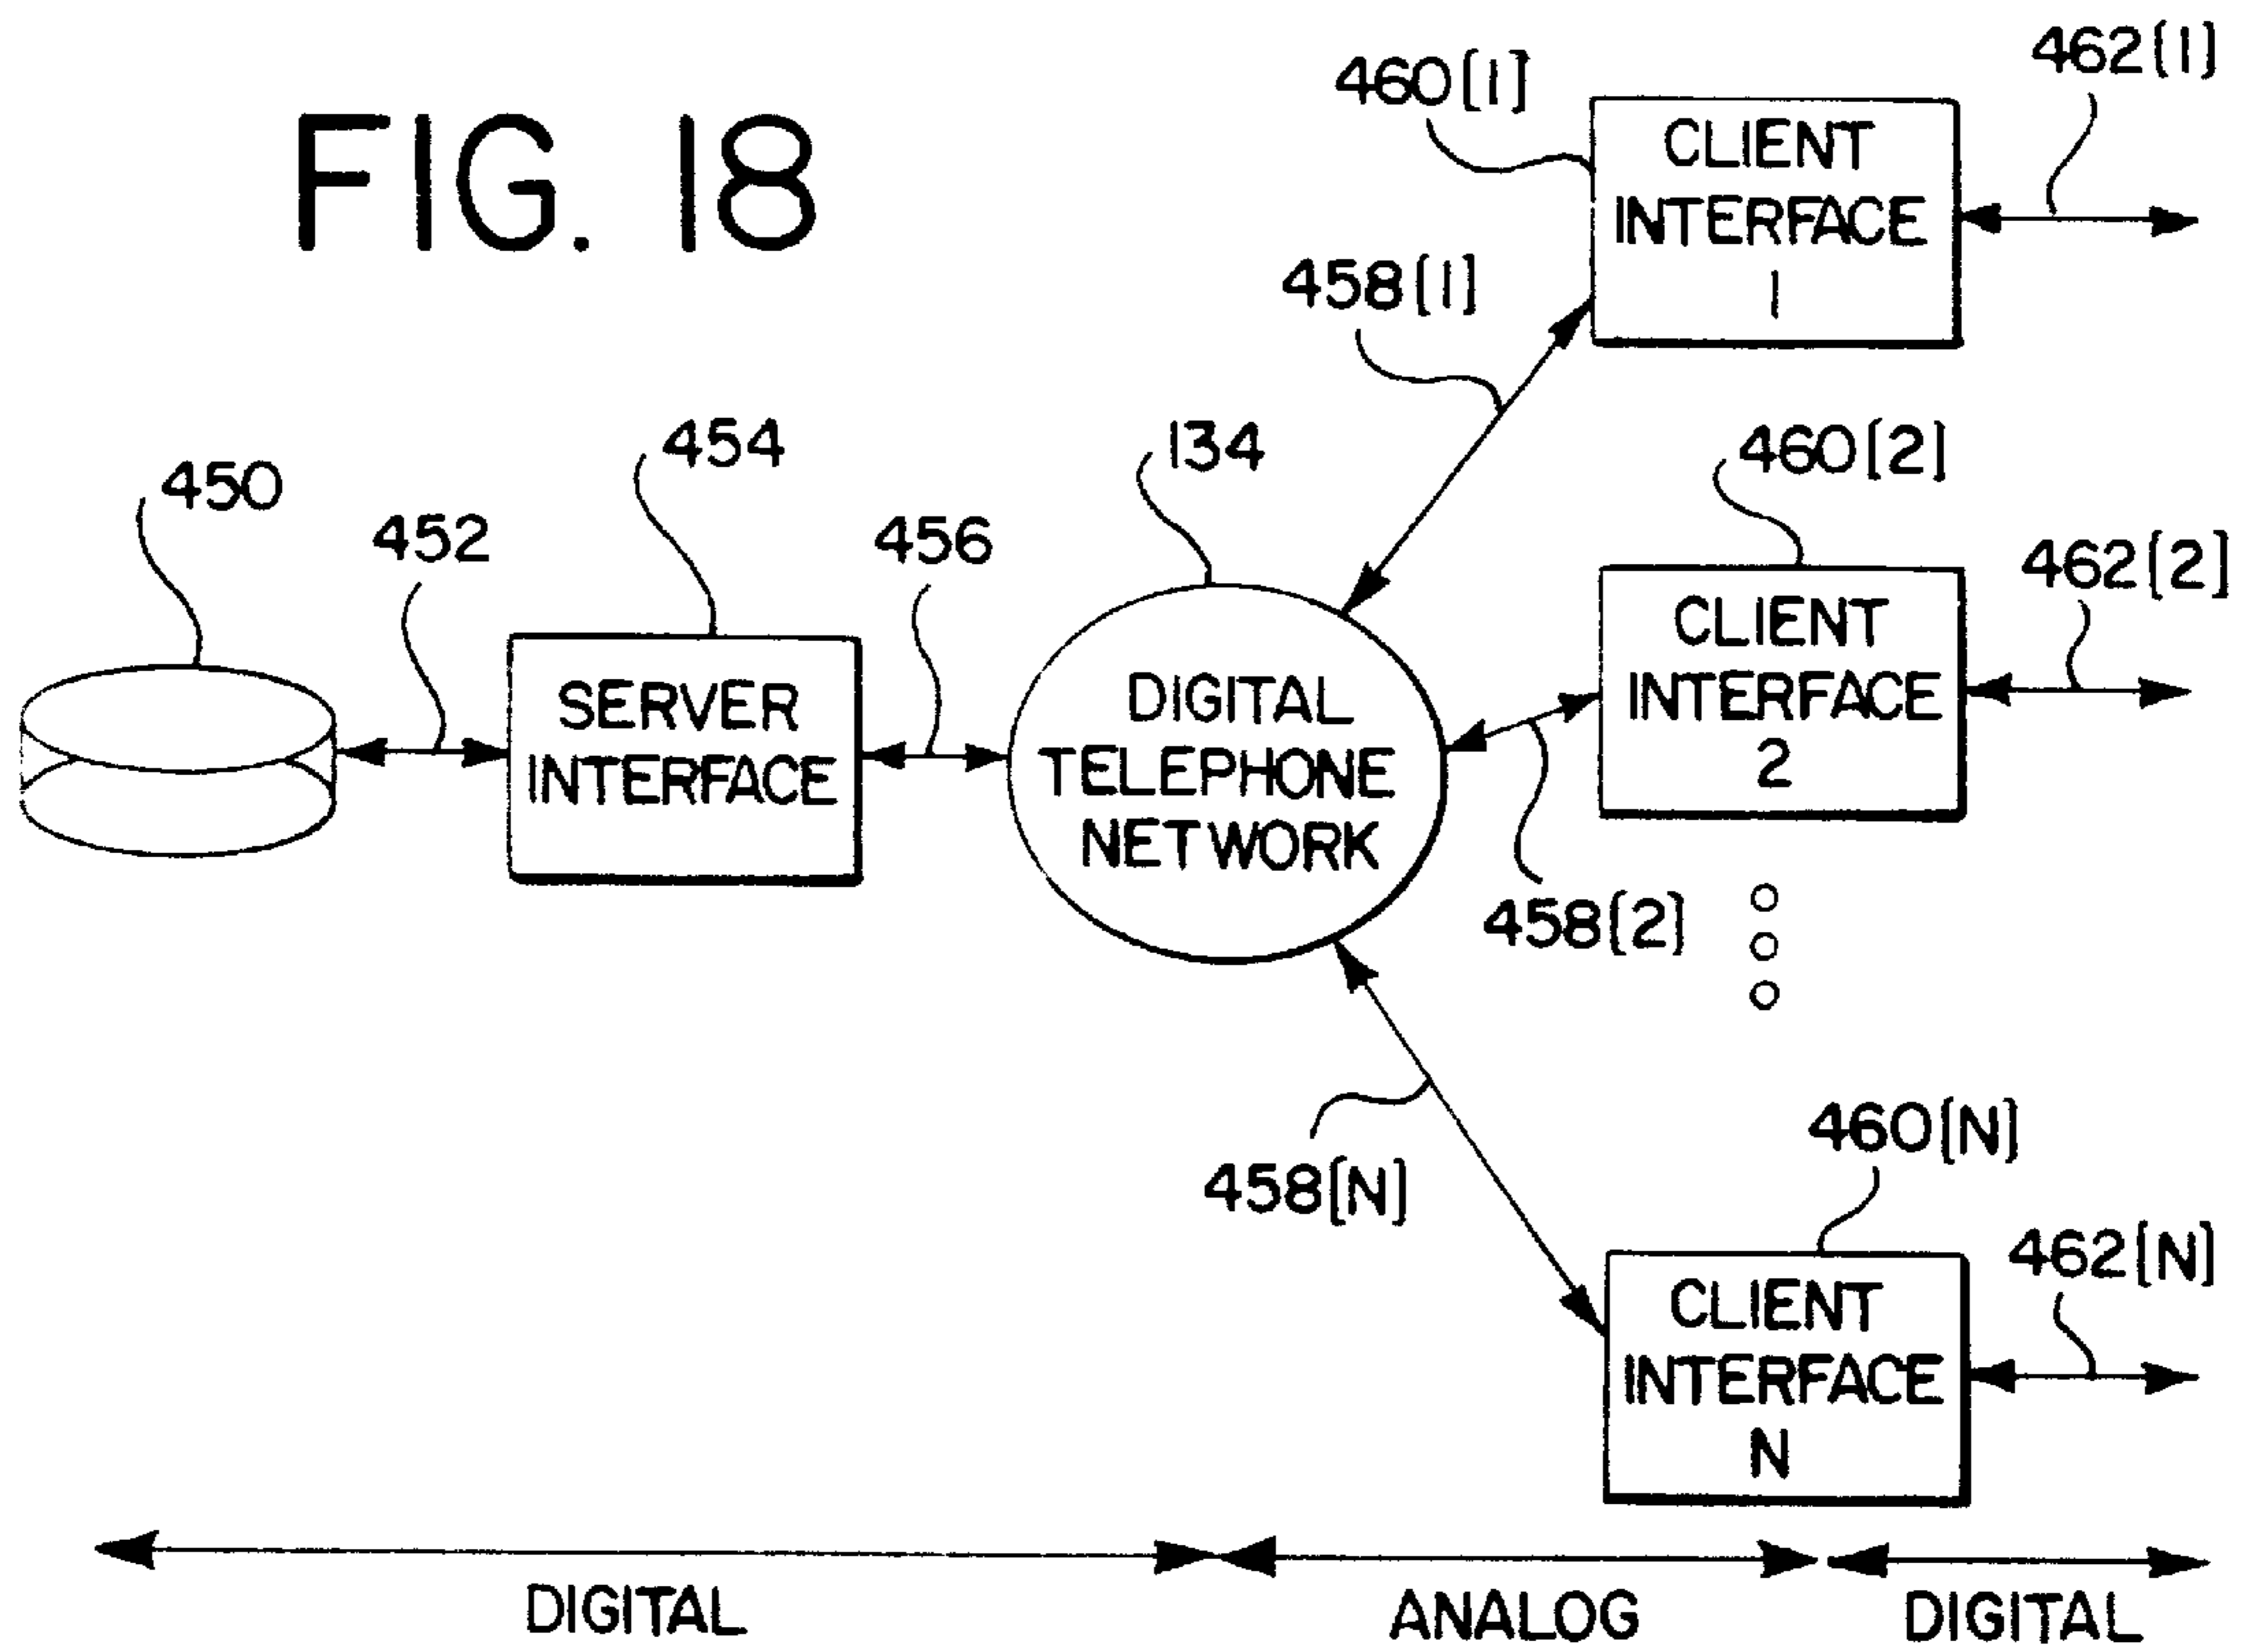 FIG. 18
460[1]
462[1]
CLIENT
INTERFACE
1
458[1]
450
452
454
456
134
460[2]
462[2]
SERVER
INTERFACE
DIGITAL
TELEPHONE
NETWORK
CLIENT
INTERFACE
2
458[2]
458[N]
460[N]
462[N]
CLIENT
INTERFACE
N
DIGITAL
ANALOG
DIGITAL